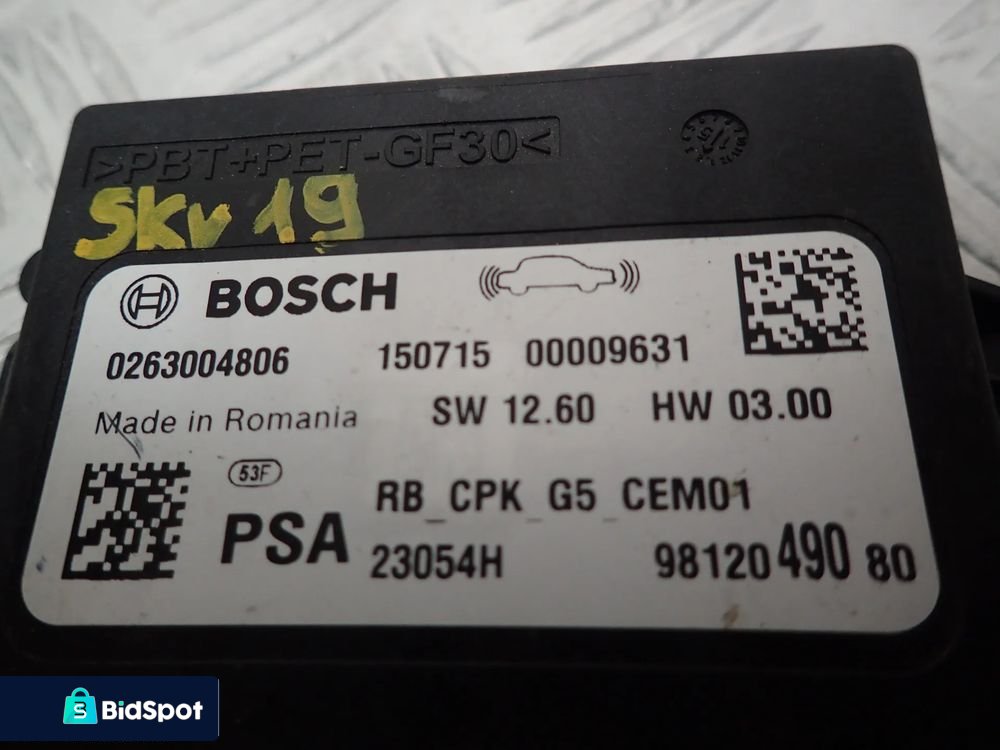 >PBT+PET-GF30<
SKV 19
BOSCH
0263004806 150715 00009631
Made in Romania SW 12.60 HW 03.00
53F RB_CPK_G5_CEM01
PSA 23054H 98120 490 80
BidSpot